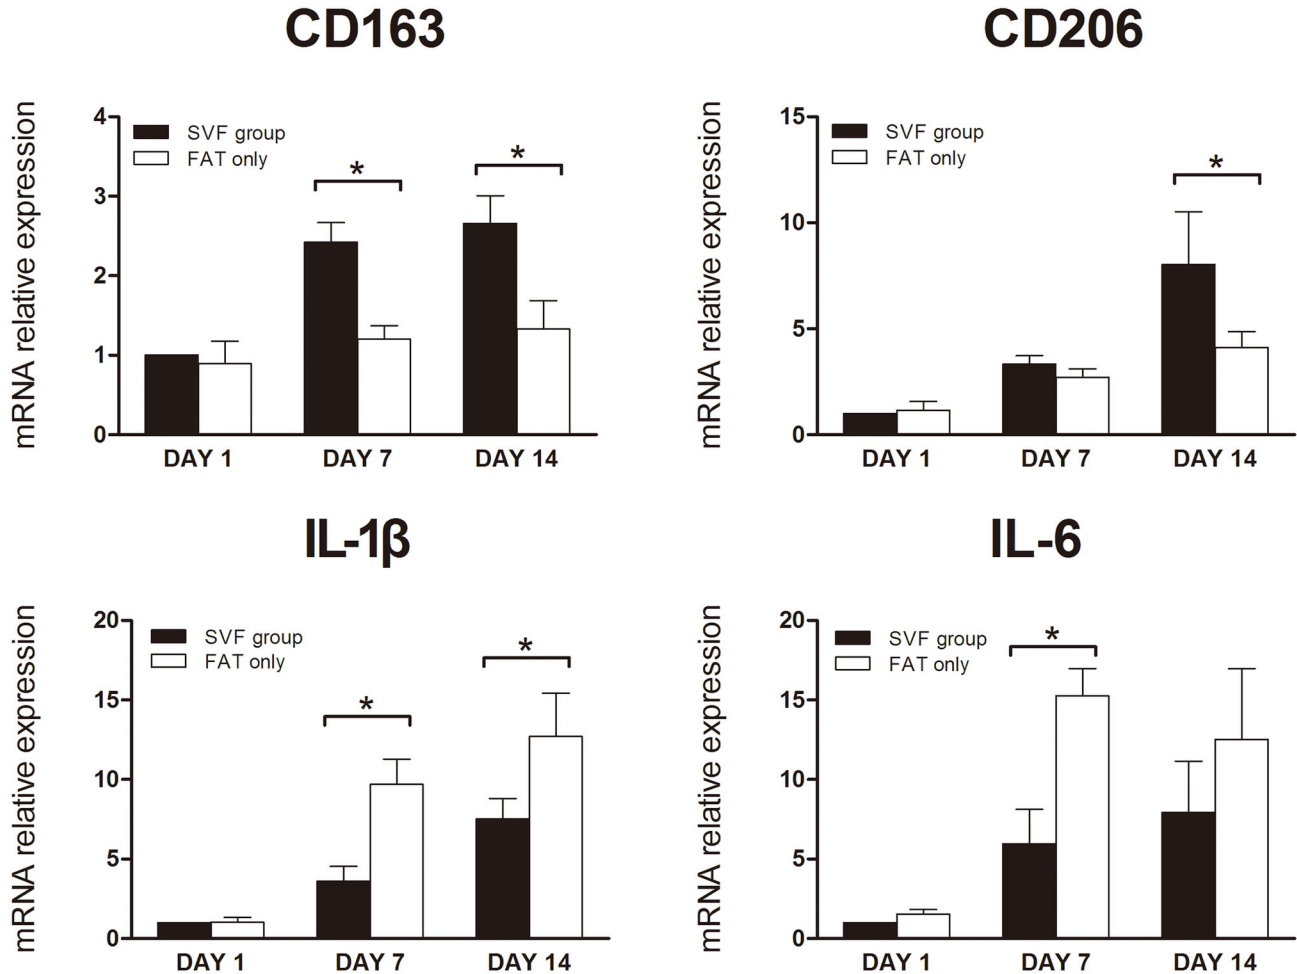 CD163
mRNA relative expression
4
3
2
1
0
SVF group
FAT only
*
*
DAY 1
DAY 7
DAY 14
CD206
mRNA relative expression
15
10
5
0
SVF group
FAT only
*
DAY 1
DAY 7
DAY 14
IL-1β
mRNA relative expression
20
15
10
5
0
SVF group
FAT only
*
*
DAY 1
DAY 7
DAY 14
IL-6
mRNA relative expression
20
15
10
5
0
SVF group
FAT only
*
DAY 1
DAY 7
DAY 14